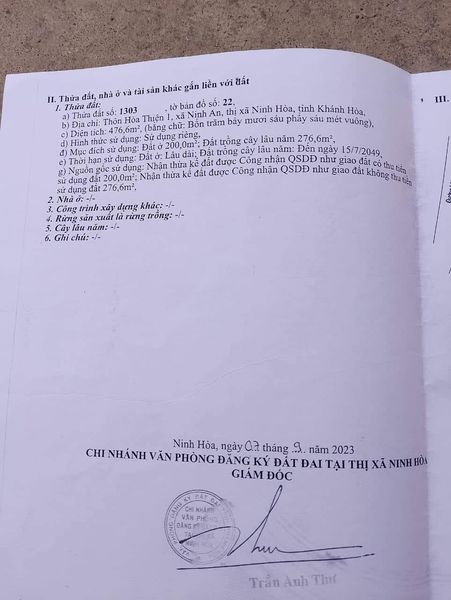 II. Thửa đất, nhà ở và tài sản khác gắn liền với đất
1. Thửa đất:
a) Thửa đất số: 1303 , tờ bản đồ số: 22,
b) Địa chỉ: Thôn Hòa Thiện 1, xã Ninh An, thị xã Ninh Hòa, tỉnh Khánh Hòa,
c) Diện tích: 476,6m², (bằng chữ: Bốn trăm bảy mươi sáu phẩy sáu mét vuông),
d) Hình thức sử dụng: Sử dụng riêng,
đ) Mục đích sử dụng: Đất ở 200,0m²; Đất trồng cây lâu năm 276,6m²,
e) Thời hạn sử dụng: Đất ở: Lâu dài; Đất trồng cây lâu năm: Đến ngày 15/7/2049,
g) Nguồn gốc sử dụng: Nhận thừa kế đất được Công nhận QSDĐ như giao đất có thu tiền
sử dụng đất 200,0m²; Nhận thừa kế đất được Công nhận QSDĐ như giao đất không thu tiền
sử dụng đất 276,6m²,
2. Nhà ở: -/-
3. Công trình xây dựng khác: -/-
4. Rừng sản xuất là rừng trồng: -/-
5. Cây lâu năm: -/-
6. Ghi chú: -/-
III.
Ninh Hòa, ngày 07 tháng 9 năm 2023
CHI NHÁNH VĂN PHÒNG ĐĂNG KÝ ĐẤT ĐAI TẠI THỊ XÃ NINH HÒA
GIÁM ĐỐC
CHI NHÁNH
VĂN PHÒNG
Trần Anh Thư